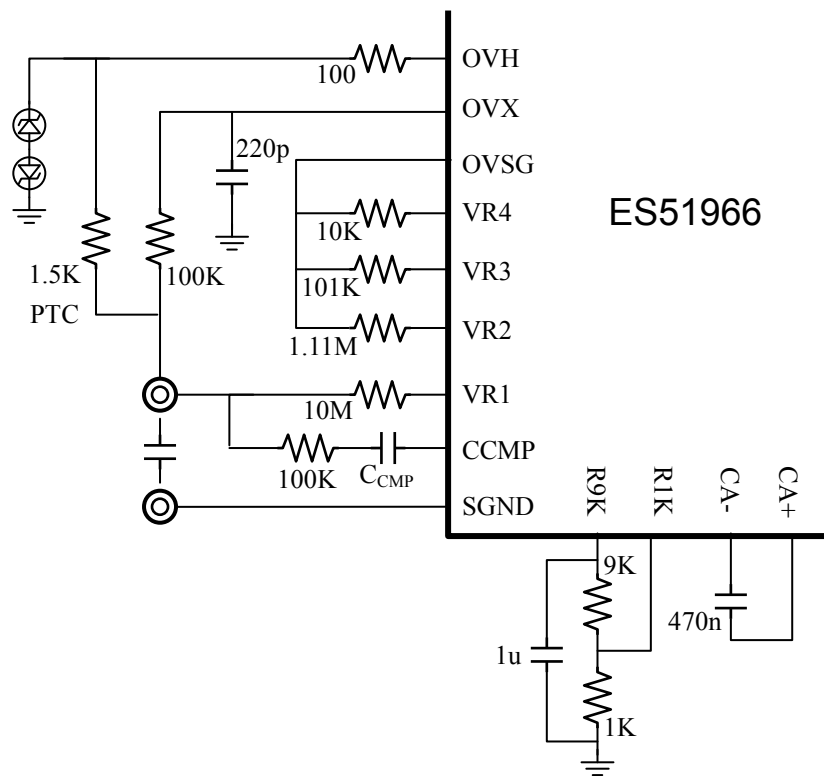 OVH
100
OVX
220p
OVSG
VR4
10K
ES51966
1.5K
PTC
100K
VR3
101K
VR2
1.11M
VR1
10M
CCMP
100K
CCMP
SGND
R9K
R1K
CA-
CA+
9K
470n
1u
1K